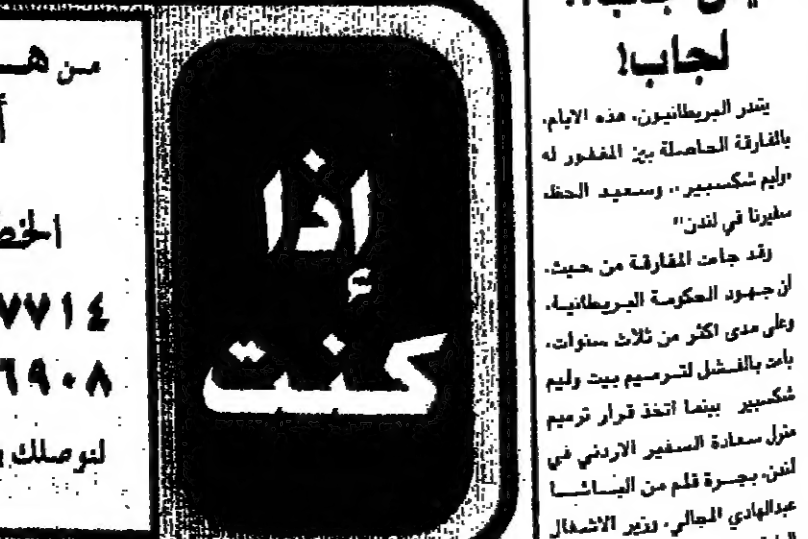 لجاب!
يتندر البريطانيون، هذه الايام،
بالمفارقة الحاصلة بين المغفور له
«وليم شكسبير»، وسعيد الحظ،
سفيرنا في لندن"
وقد جاءت المفارقة من حيث،
ان جهود الحكومة البريطانية،
وعلى مدى اكثر من ثلاث سنوات،
باءت بالفشل لترميم بيت وليم
شكسبير بينما اتخذ قرار ترميم
منزل سعادة السفير الاردني في
لندن، بجرة قلم من الباشا
عبدالهادي المجالي، وزير الاشغال
إذا
كنت
من
٧٧١٤
٦٩٠٨
لنوصلك